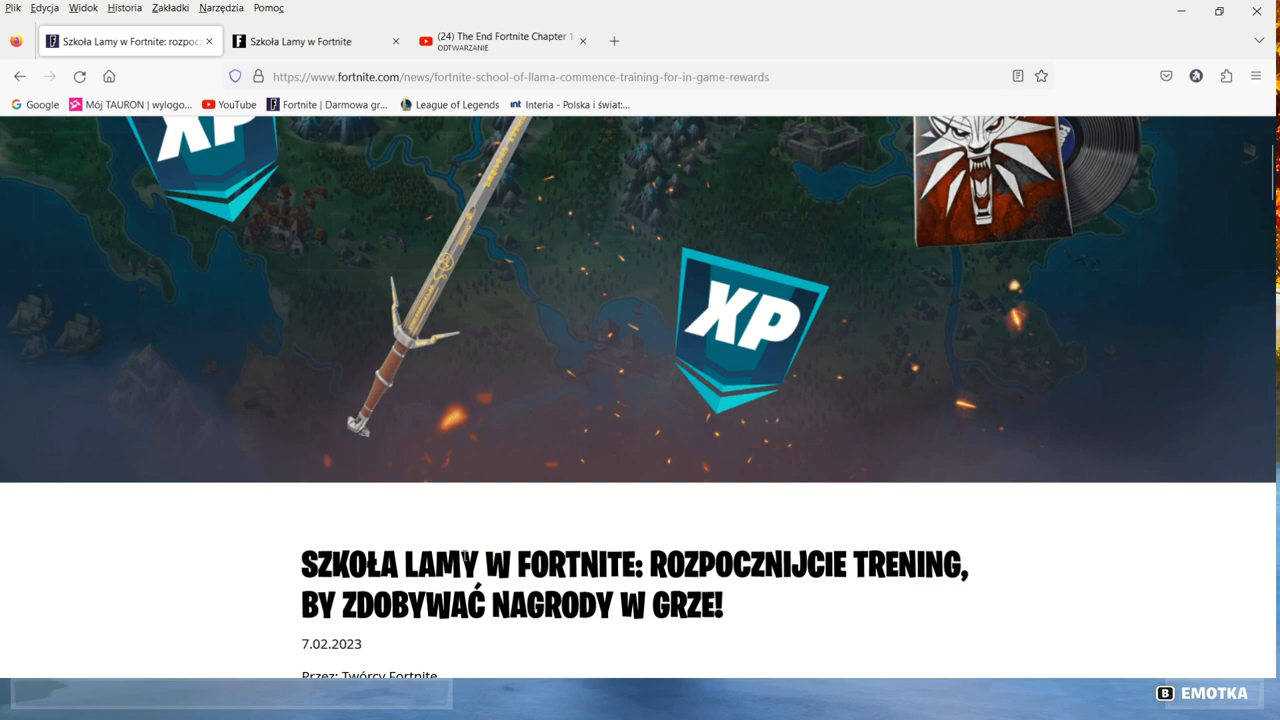 Plik Edycja Widok Historia Zakładki Narzędzia Pomoc
Szkoła Lamy w Fortnite: rozpocz
Szkoła Lamy w Fortnite
(24) The End Fortnite Chapter 1
ODTWARZANIE
https://www.fortnite.com/news/fortnite-school-of-llama-commence-training-for-in-game-rewards
Google Mój TAURON | wylogo... YouTube Fortnite | Darmowa gr... League of Legends int Interia - Polska i świat:...
XP
XP
SZKOŁA LAMY W FORTNITE: ROZPOCZNIJCIE TRENING,
BY ZDOBYWAĆ NAGRODY W GRZE!
7.02.2023
Przez: Twórcy Fortnite
B EMOTKA